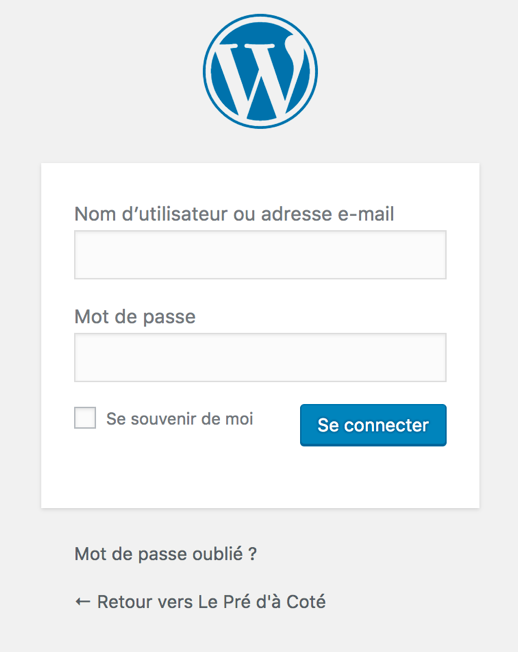 Nom d’utilisateur ou adresse e-mail
Mot de passe
Se souvenir de moi
Se connecter
Mot de passe oublié ?
← Retour vers Le Pré d'à Coté